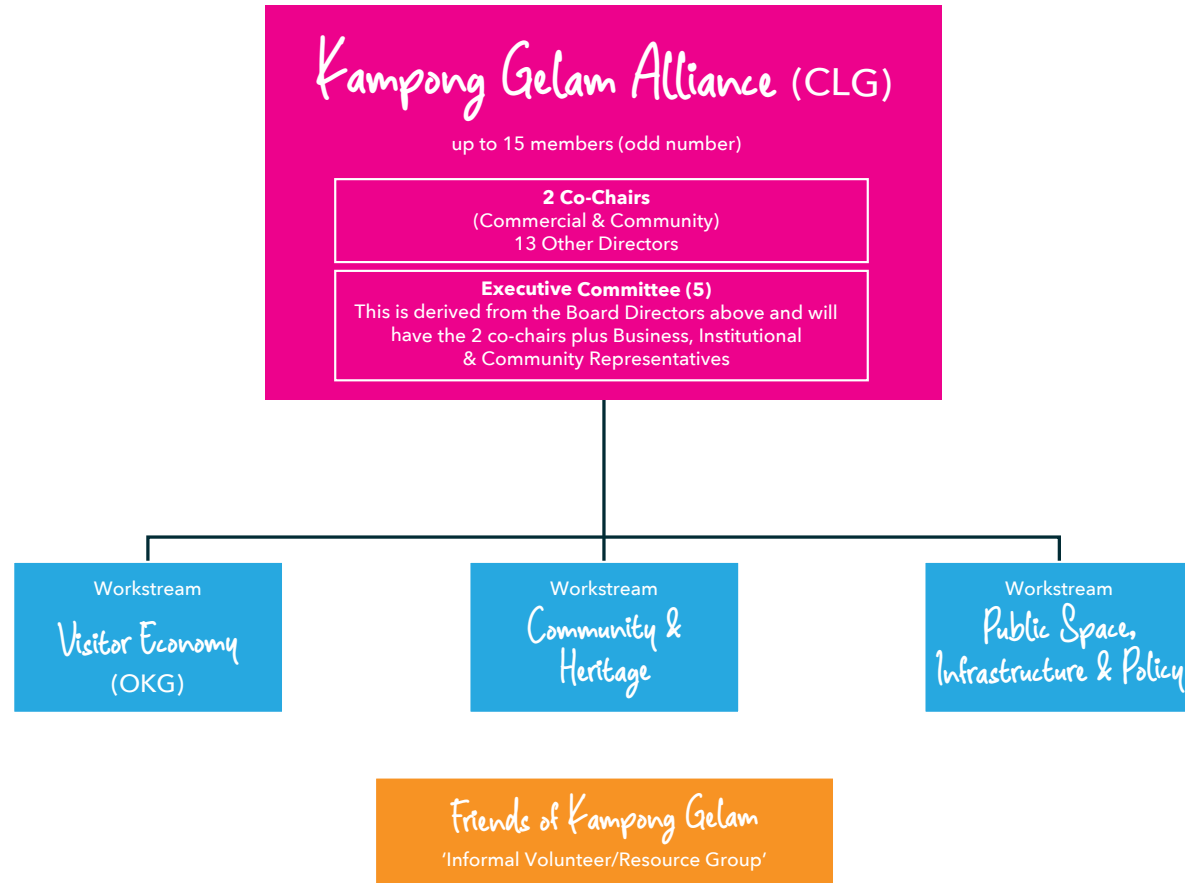 Kampong Gelam Alliance (CLG)
up to 15 members (odd number)
2 Co-Chairs
(Commercial & Community)
13 Other Directors
Executive Committee (5)
This is derived from the Board Directors above and will
have the 2 co-chairs plus Business, Institutional
& Community Representatives
Workstream
Visitor Economy
(OKG)
Workstream
Community &
Heritage
Workstream
Public Space,
Infrastructure & Policy
Friends of Kampong Gelam
'Informal Volunteer/Resource Group'